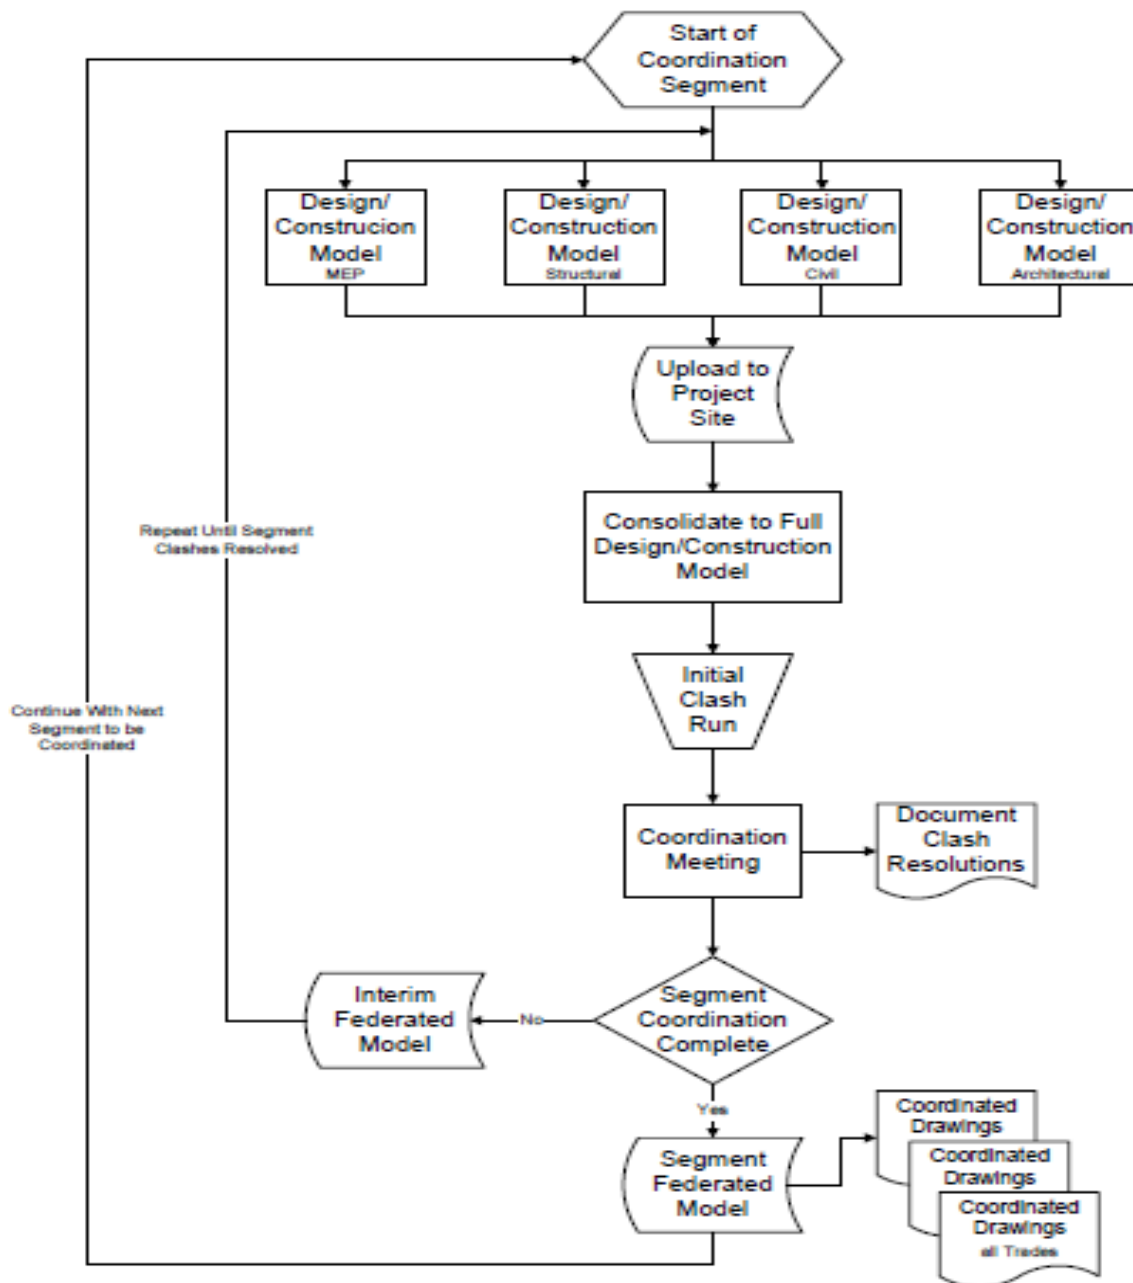 Start of
Coordination
Segment
Design/
Construcion
Model
MEP
Design/
Construction
Model
Structural
Design/
Construction
Model
Civil
Design/
Construction
Model
Architectural
Upload to
Project
Site
Consolidate to Full
Design/Construction
Model
Repeat Until Segment
Clashes Resolved
Initial
Clash
Run
Continue With Next
Segment to be
Coordinated
Coordination
Meeting
Document
Clash
Resolutions
Interim
Federated
Model
No
Segment
Coordination
Complete
Yes
Segment
Federated
Model
Coordinated
Drawings
Coordinated
Drawings
Coordinated
Drawings
all Trades